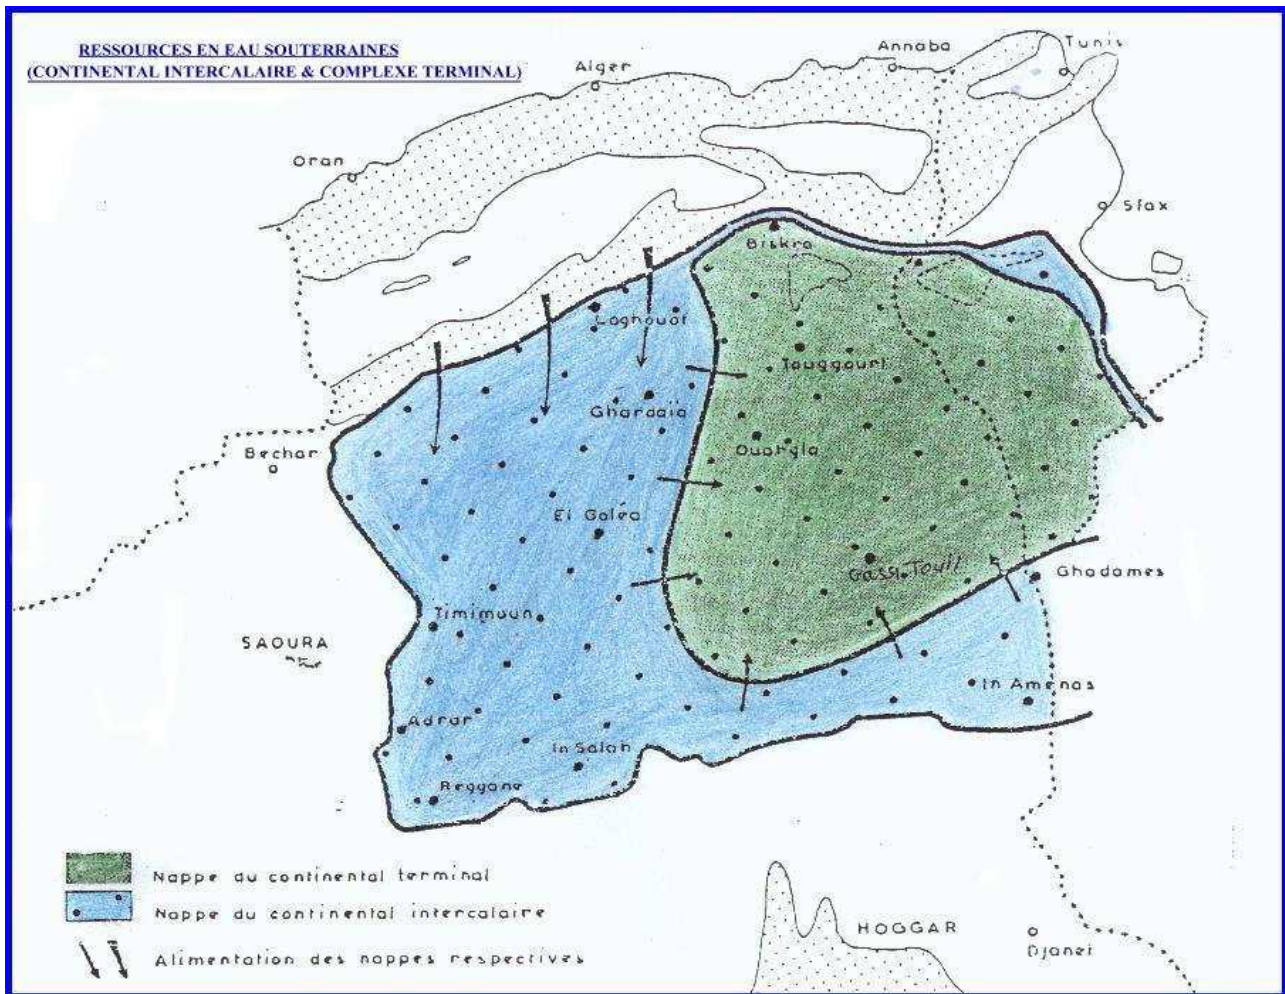 RESSOURCES EN EAU SOUTERRAINES
(CONTINENTAL INTERCALAIRE & COMPLEXE TERMINAL)
Annaba
Tunis
Alger
Oran
Sfax
Biskra
Laghouat
Touggourt
Ghardaïa
Ouargla
Bechar
El Goléa
Gassi Touil
Ghadames
Timimoun
SAOURA
In Amenas
Adrar
In Salah
Reggane
Nappe du continental terminal
Nappe du continental intercalaire
Alimentation des nappes respectives
HOGGAR
Djanet